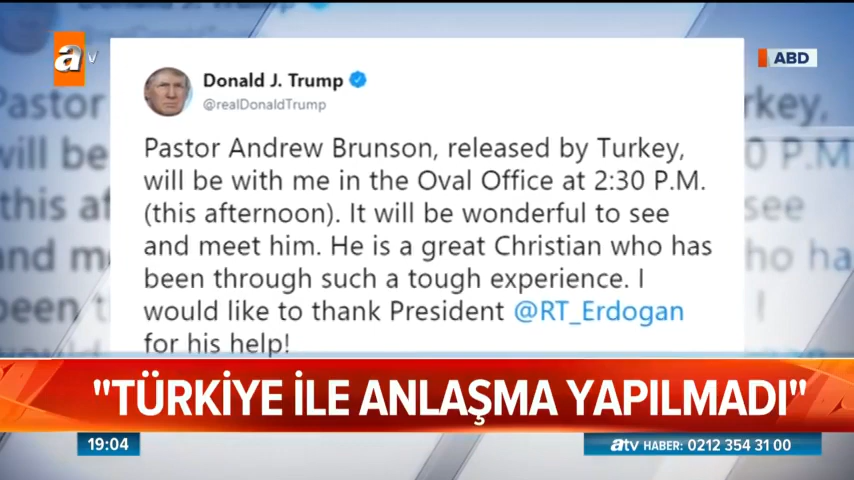 atv
ABD
Donald J. Trump
@realDonaldTrump
Pastor Andrew Brunson, released by Turkey,
will be with me in the Oval Office at 2:30 P.M.
(this afternoon). It will be wonderful to see
and meet him. He is a great Christian who has
been through such a tough experience. I
would like to thank President @RT_Erdogan
for his help!
"TÜRKİYE İLE ANLAŞMA YAPILMADI"
19:04
atv HABER: 0212 354 31 00